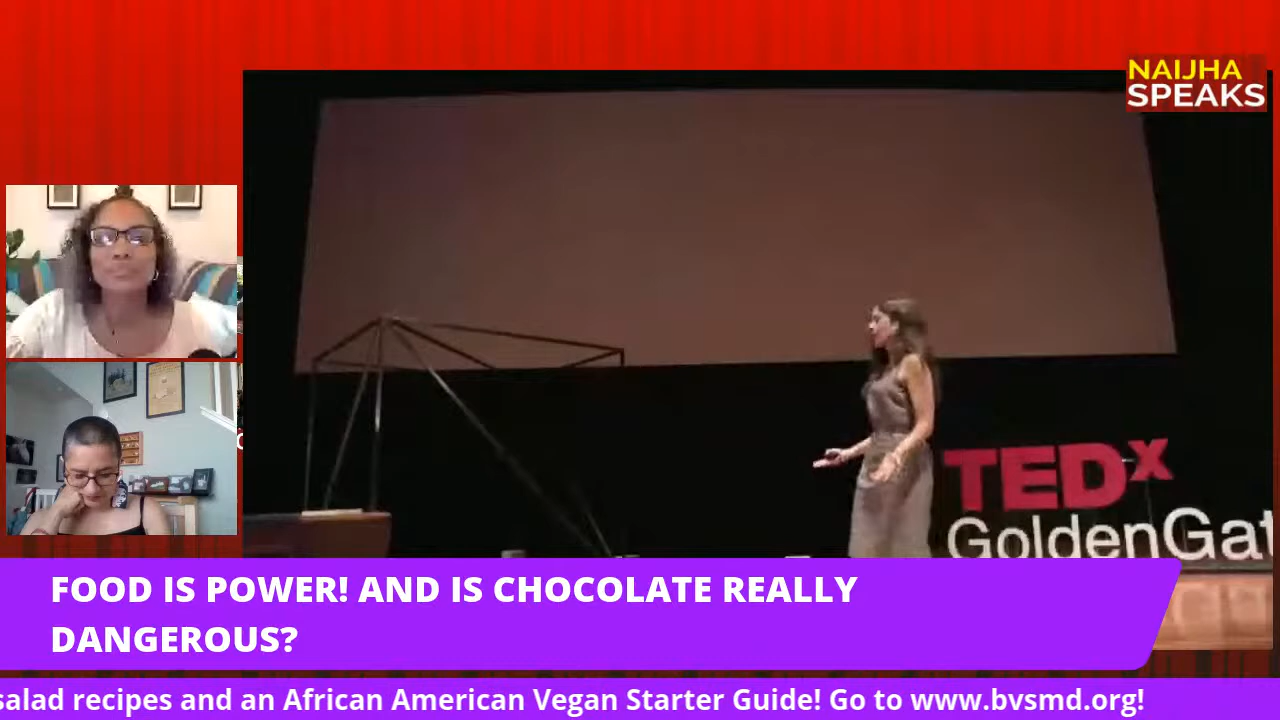 NAIJHA
SPEAKS
TEDx
GoldenGat
FOOD IS POWER! AND IS CHOCOLATE REALLY
DANGEROUS?
salad recipes and an African American Vegan Starter Guide! Go to www.bvsmd.org!